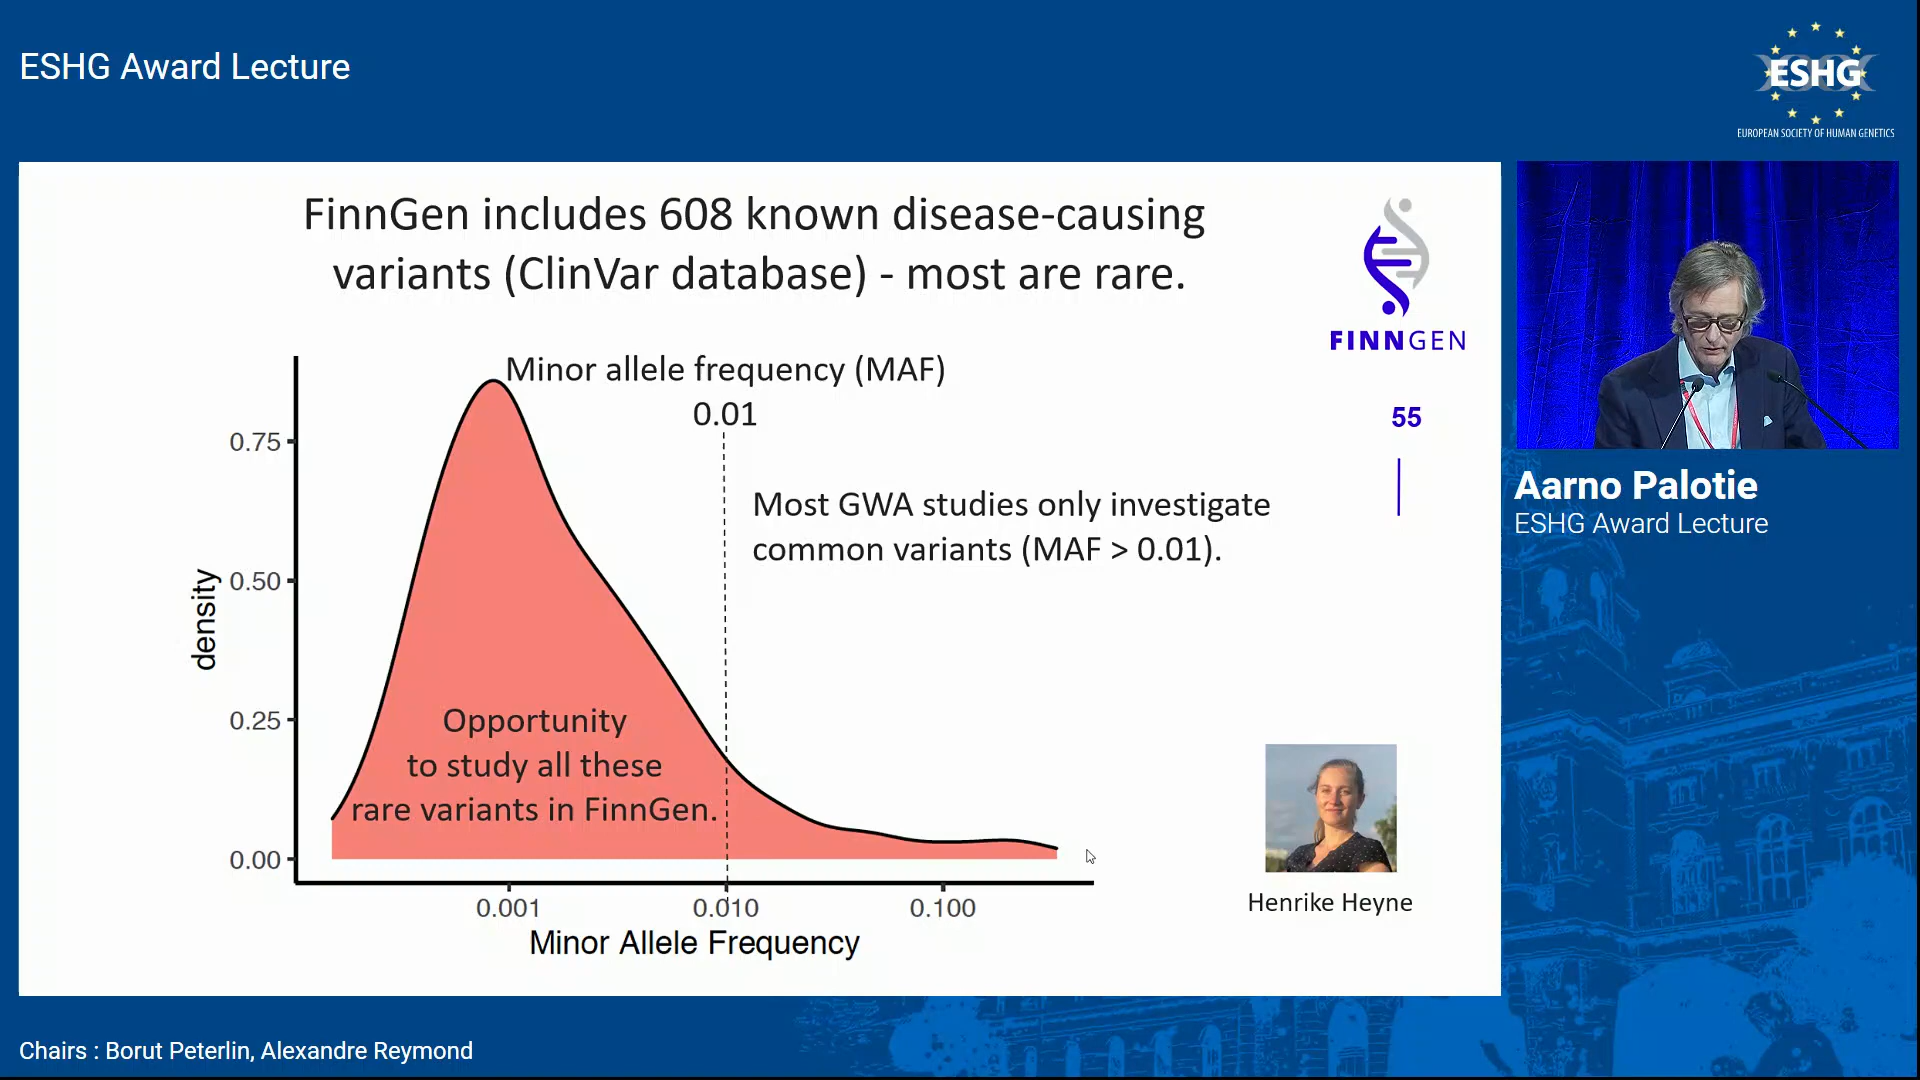 ESHG Award Lecture
ESHG
EUROPEAN SOCIETY OF HUMAN GENETICS
FinnGen includes 608 known disease-causing
variants (ClinVar database) - most are rare.
FINNGEN
55
Minor allele frequency (MAF)
0.01
Most GWA studies only investigate
common variants (MAF > 0.01).
density
0.75
0.50
0.25
0.00
Opportunity
to study all these
rare variants in FinnGen.
0.001 0.010 0.100
Minor Allele Frequency
Henrike Heyne
Aarno Palotie
ESHG Award Lecture
Chairs : Borut Peterlin, Alexandre Reymond